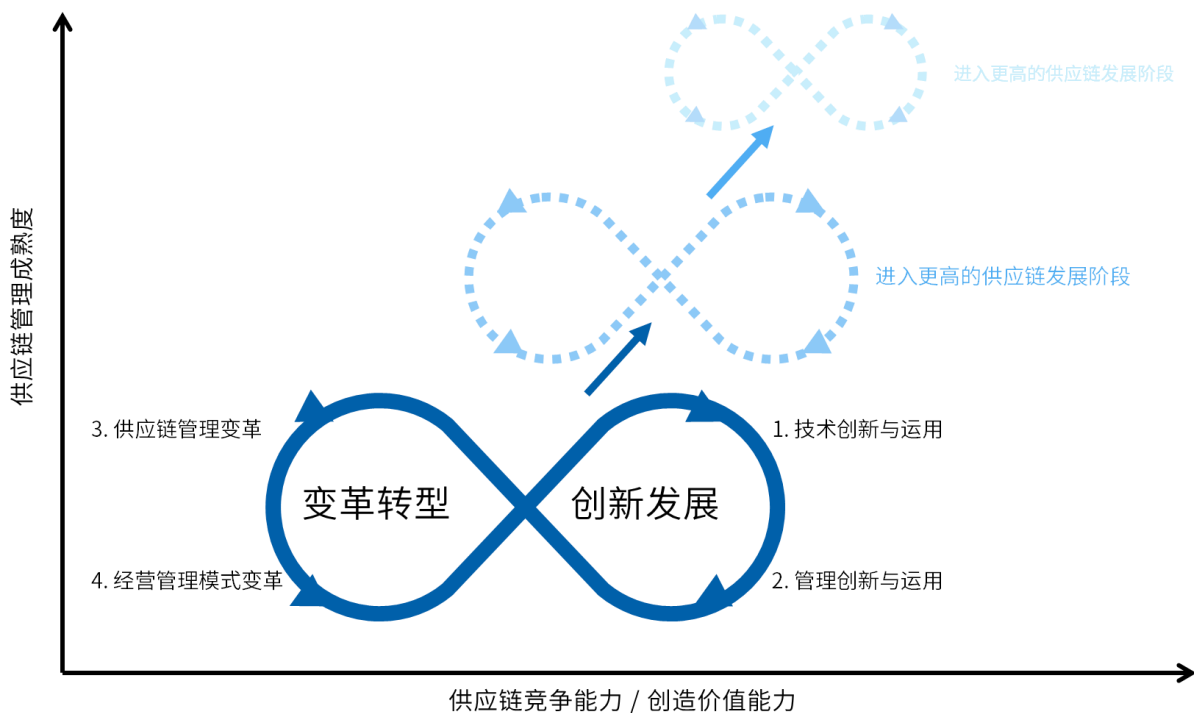 进入更高的供应链发展阶段
进入更高的供应链发展阶段
供应链管理成熟度
3. 供应链管理变革
1. 技术创新与运用
变革转型
创新发展
4. 经营管理模式变革
2. 管理创新与运用
供应链竞争能力 / 创造价值能力